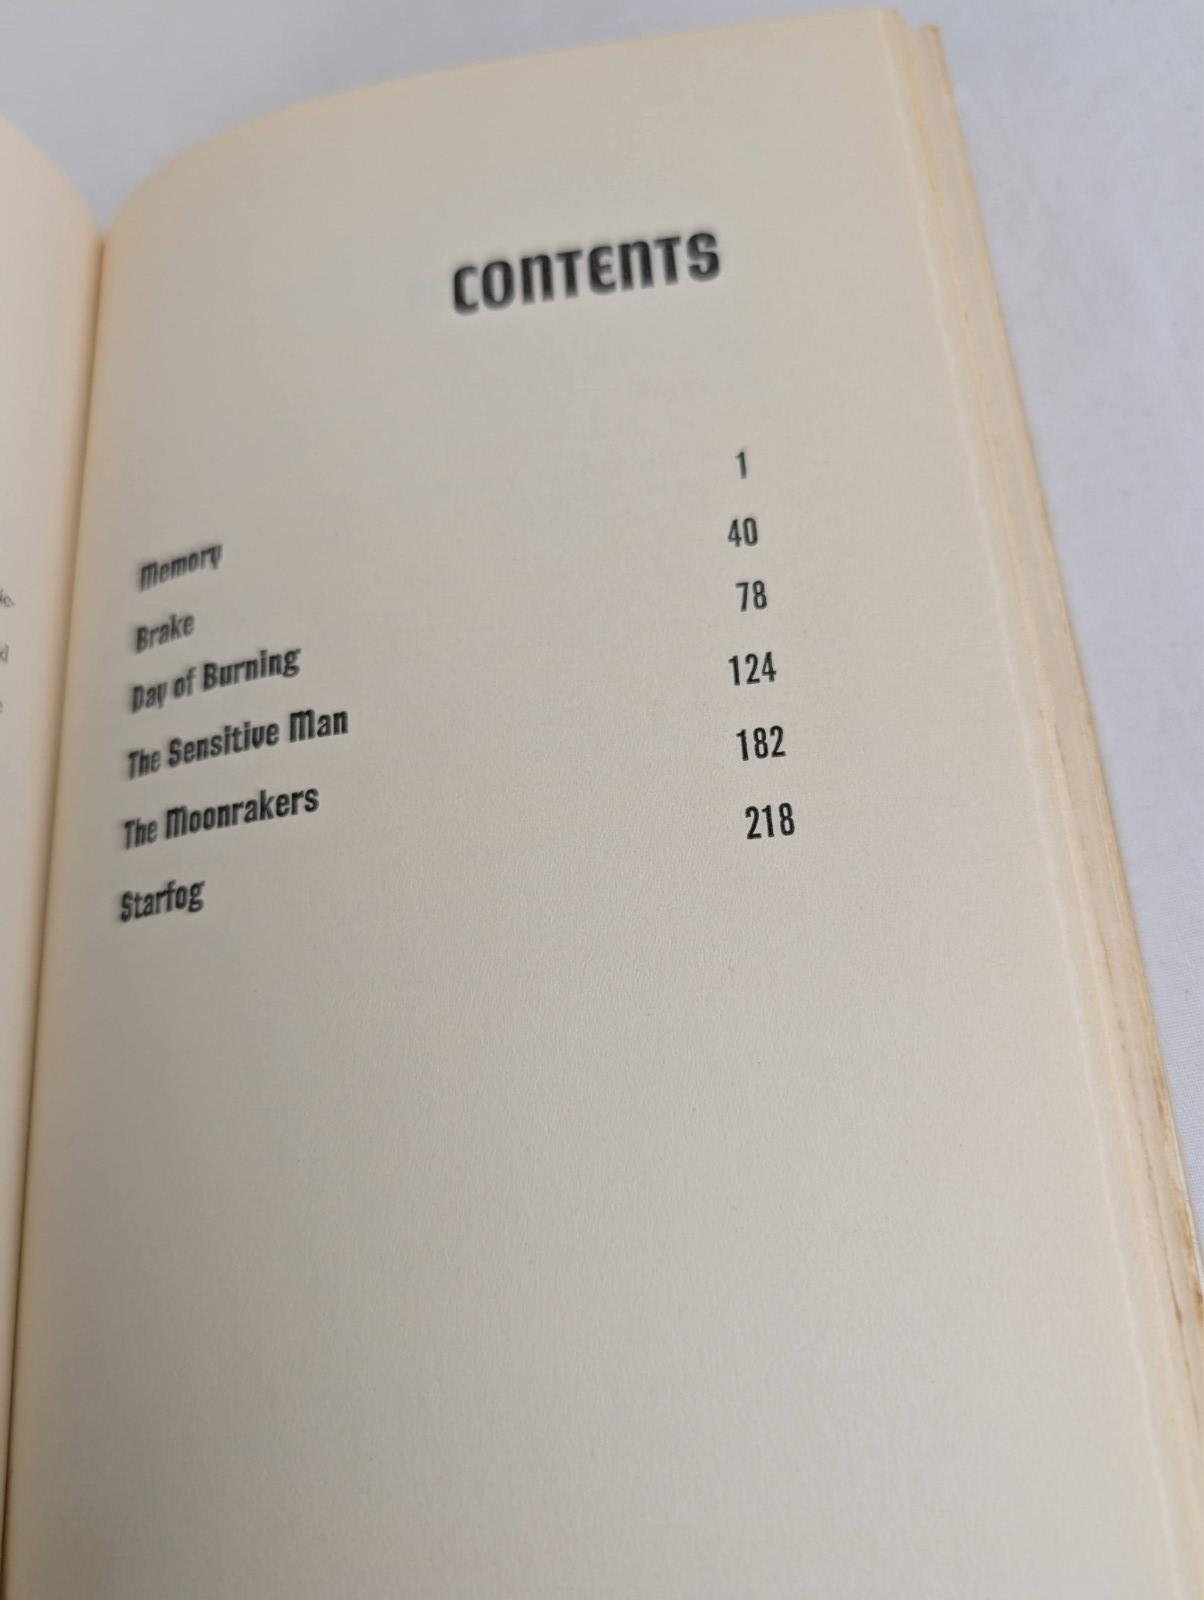 CONTENTS
Memory 1
Brake 40
Day of Burning 78
The Sensitive Man 124
The Moonrakers 182
Starfog 218